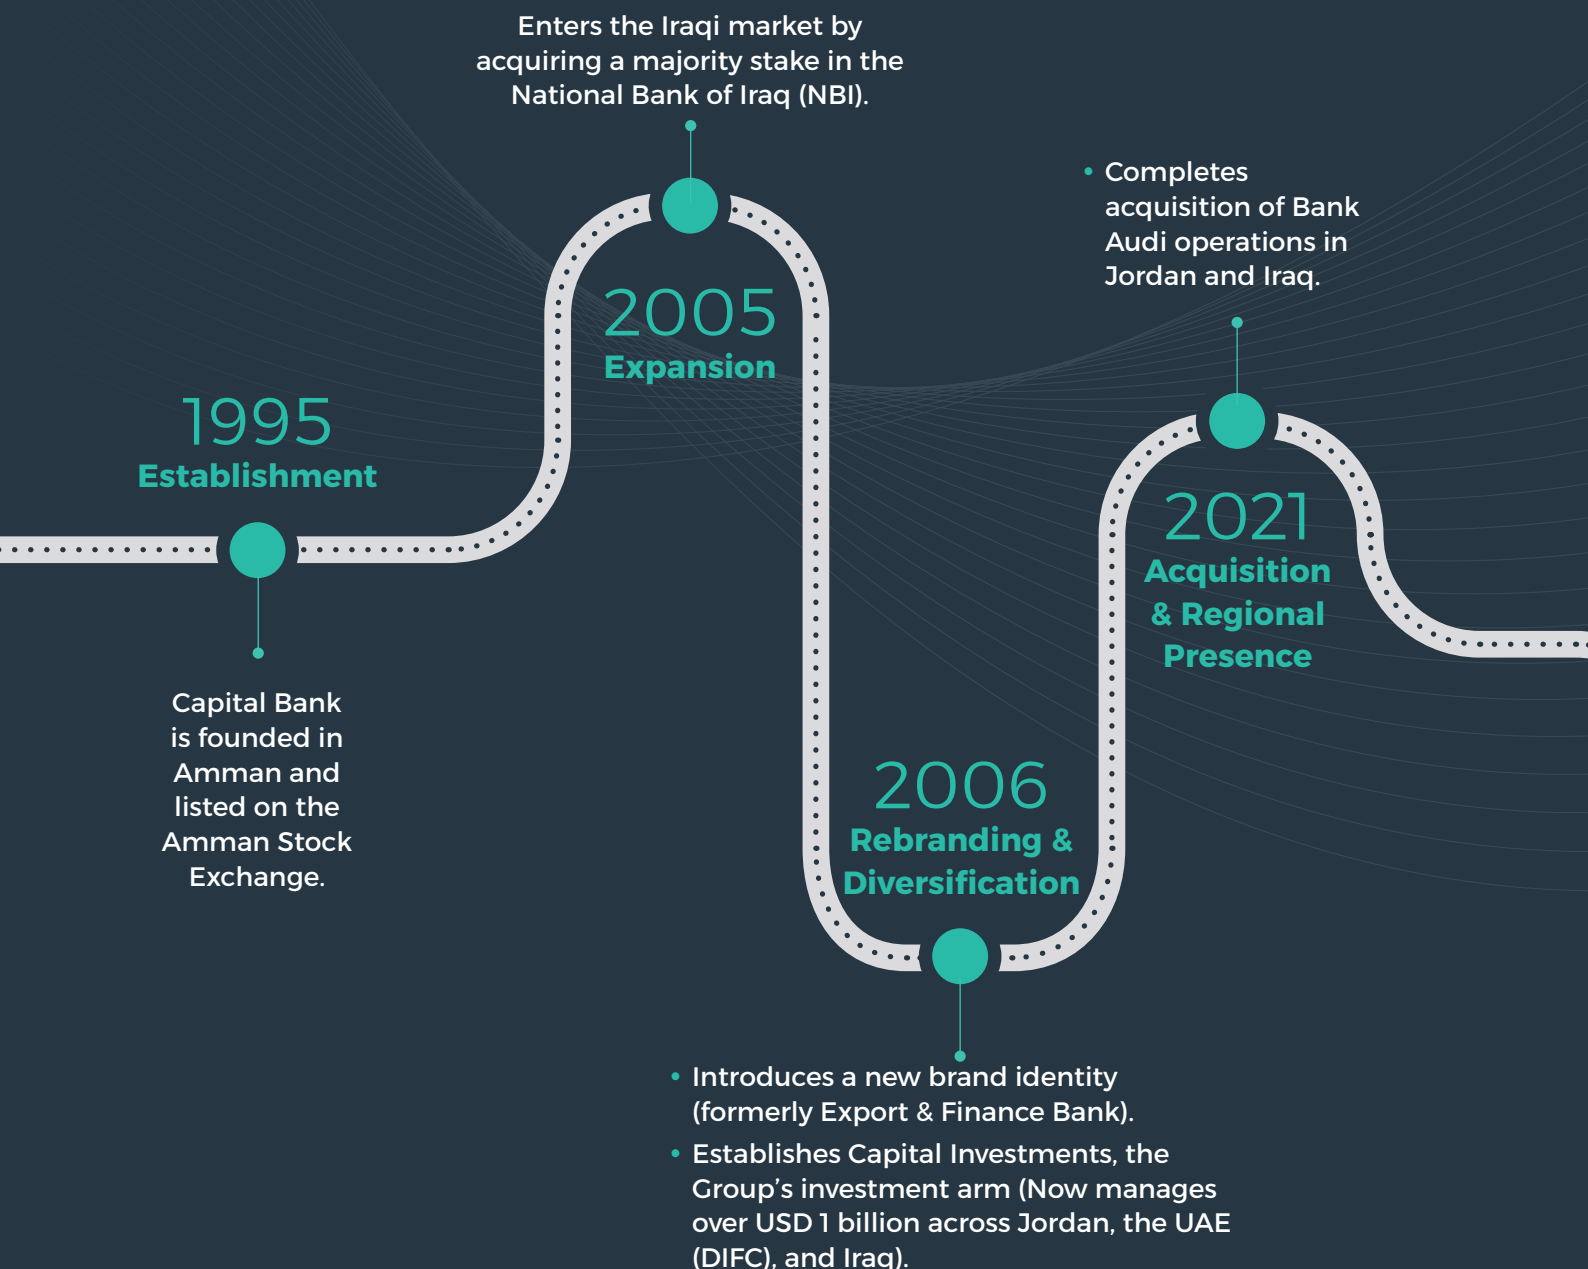 1995
Establishment
Capital Bank
is founded in
Amman and
listed on the
Amman Stock
Exchange.
Enters the Iraqi market by
acquiring a majority stake in the
National Bank of Iraq (NBI).
2005
Expansion
2006
Rebranding &
Diversification
• Introduces a new brand identity
(formerly Export & Finance Bank).
• Establishes Capital Investments, the
Group’s investment arm (Now manages
over USD 1 billion across Jordan, the UAE
(DIFC), and Iraq).
• Completes
acquisition of Bank
Audi operations in
Jordan and Iraq.
2021
Acquisition
& Regional
Presence